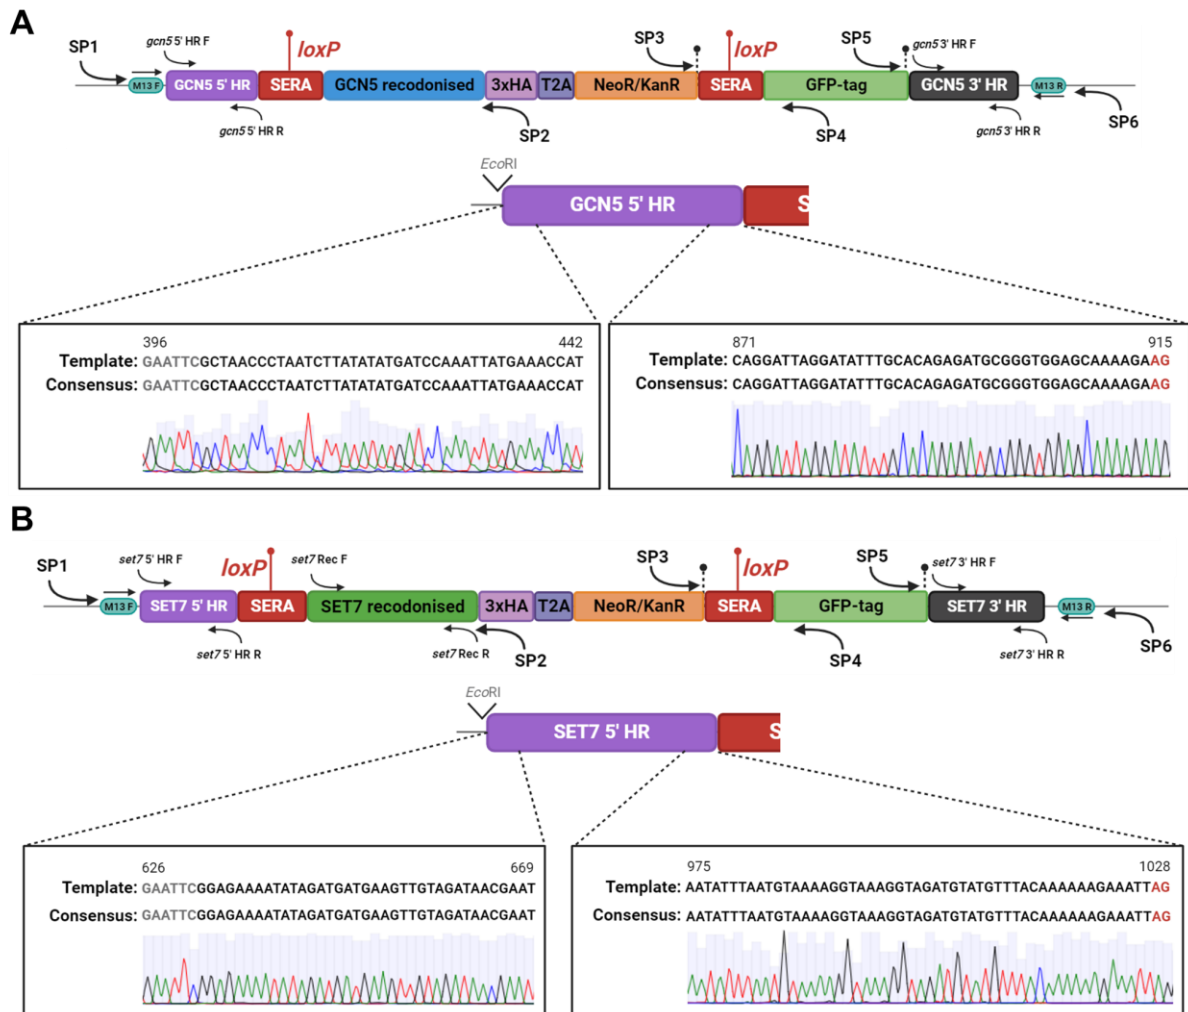 A
SP1
gcn5 5' HR F
loxP
SP3
loxP
SP5
gcn5 3' HR F
M13 F
GCN5 5' HR
SERA
GCN5 recodonised
3xHA
T2A
NeoR/KanR
SERA
GFP-tag
GCN5 3' HR
M13 R
gcn5 5' HR R
SP2
SP4
gcn5 3' HR R
SP6
EcoRI
GCN5 5' HR
S
396 442
Template: GAATTCGCTAACCCTAATCTTATATATGATCCAAATTATGAAACCAT
Consensus: GAATTCGCTAACCCTAATCTTATATATGATCCAAATTATGAAACCAT
871 915
Template: CAGGATTAGGATATTTGCACAGAGATGCGGGTGGAGCAAAAGAAG
Consensus: CAGGATTAGGATATTTGCACAGAGATGCGGGTGGAGCAAAAGAAG
B
SP1
set7 5' HR F
loxP
set7 Rec F
SP3
loxP
SP5
set7 3' HR F
M13 F
SET7 5' HR
SERA
SET7 recodonised
3xHA
T2A
NeoR/KanR
SERA
GFP-tag
SET7 3' HR
M13 R
set7 5' HR R
set7 Rec R
SP2
SP4
set7 3' HR R
SP6
EcoRI
SET7 5' HR
S
626 669
Template: GAATTCGGAGAAAATATAGATGATGAAGTTGTAGATAACGAAT
Consensus: GAATTCGGAGAAAATATAGATGATGAAGTTGTAGATAACGAAT
975 1028
Template: AATATTTAATGTAAAAGGTAAAGGTAGATGTATGTTTACAAAAAAGAAATTAG
Consensus: AATATTTAATGTAAAAGGTAAAGGTAGATGTATGTTTACAAAAAAGAAATTAG